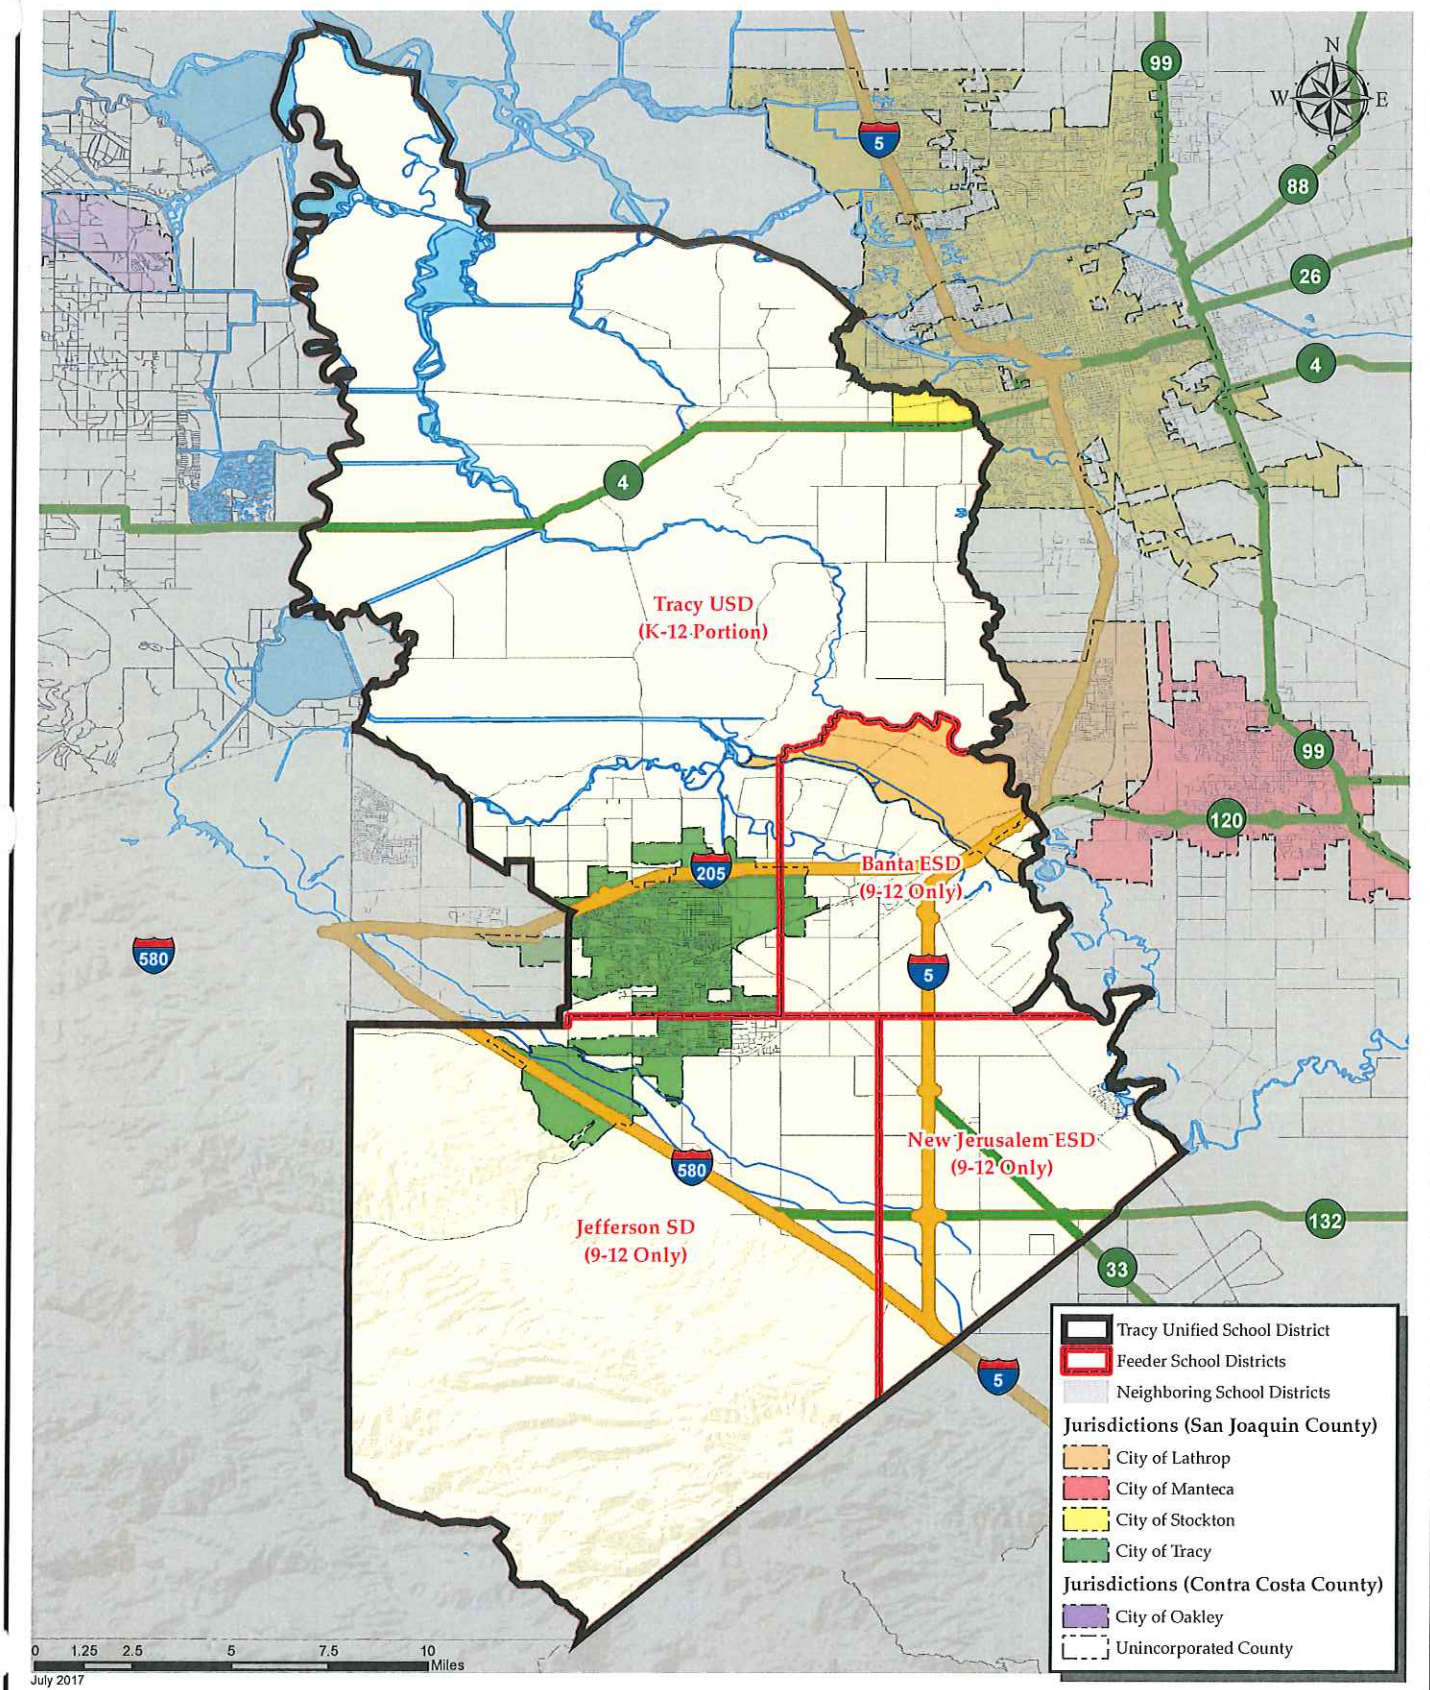 N
99
W
E
5
S
88
26
4
4
Tracy USD
(K-12 Portion)
99
120
205
Banta ESD
(9-12 Only)
580
5
New Jerusalem ESD
(9-12 Only)
580
Jefferson SD
(9-12 Only)
132
33
5
Tracy Unified School District
Feeder School Districts
Neighboring School Districts
Jurisdictions (San Joaquin County)
City of Lathrop
City of Manteca
City of Stockton
City of Tracy
Jurisdictions (Contra Costa County)
City of Oakley
Unincorporated County
0 1.25 2.5 5 7.5 10
Miles
July 2017